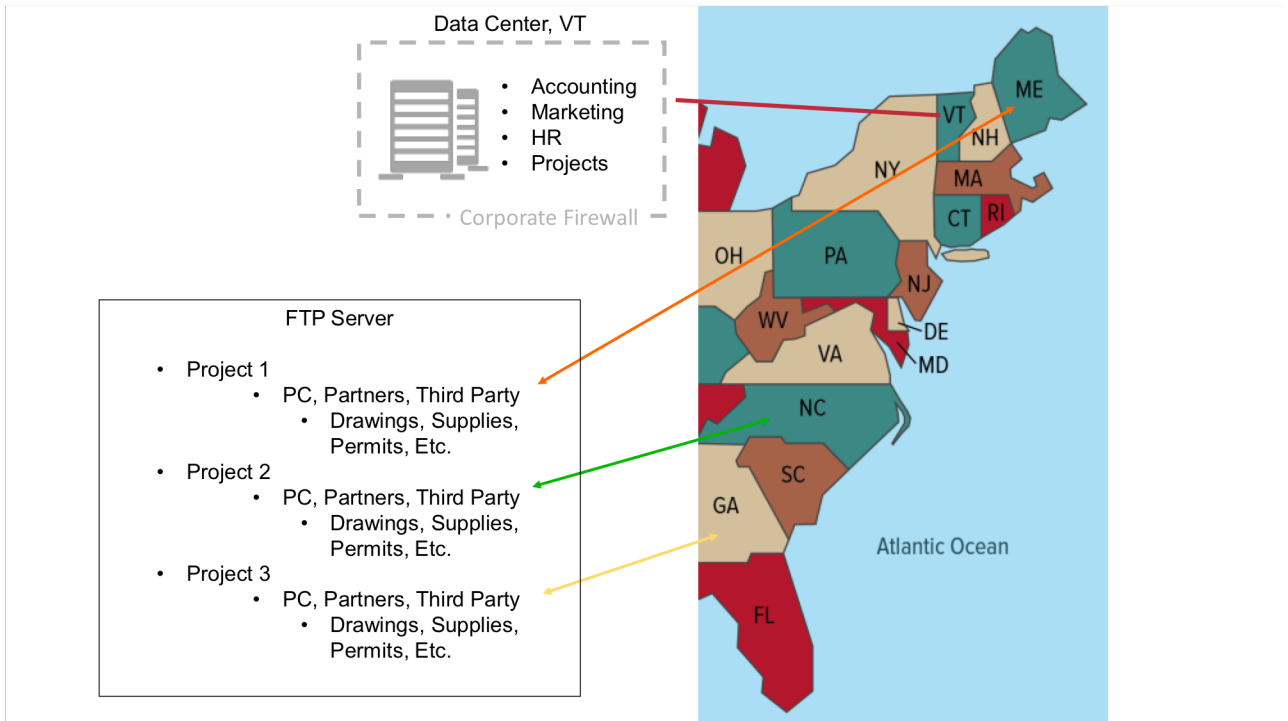 Data Center, VT
• Accounting
• Marketing
• HR
• Projects
Corporate Firewall
FTP Server
• Project 1
• PC, Partners, Third Party
• Drawings, Supplies,
Permits, Etc.
• Project 2
• PC, Partners, Third Party
• Drawings, Supplies,
Permits, Etc.
• Project 3
• PC, Partners, Third Party
• Drawings, Supplies,
Permits, Etc.
ME
VT
NH
NY
MA
CT
RI
OH
PA
NJ
WV
DE
VA
MD
NC
SC
GA
Atlantic Ocean
FL